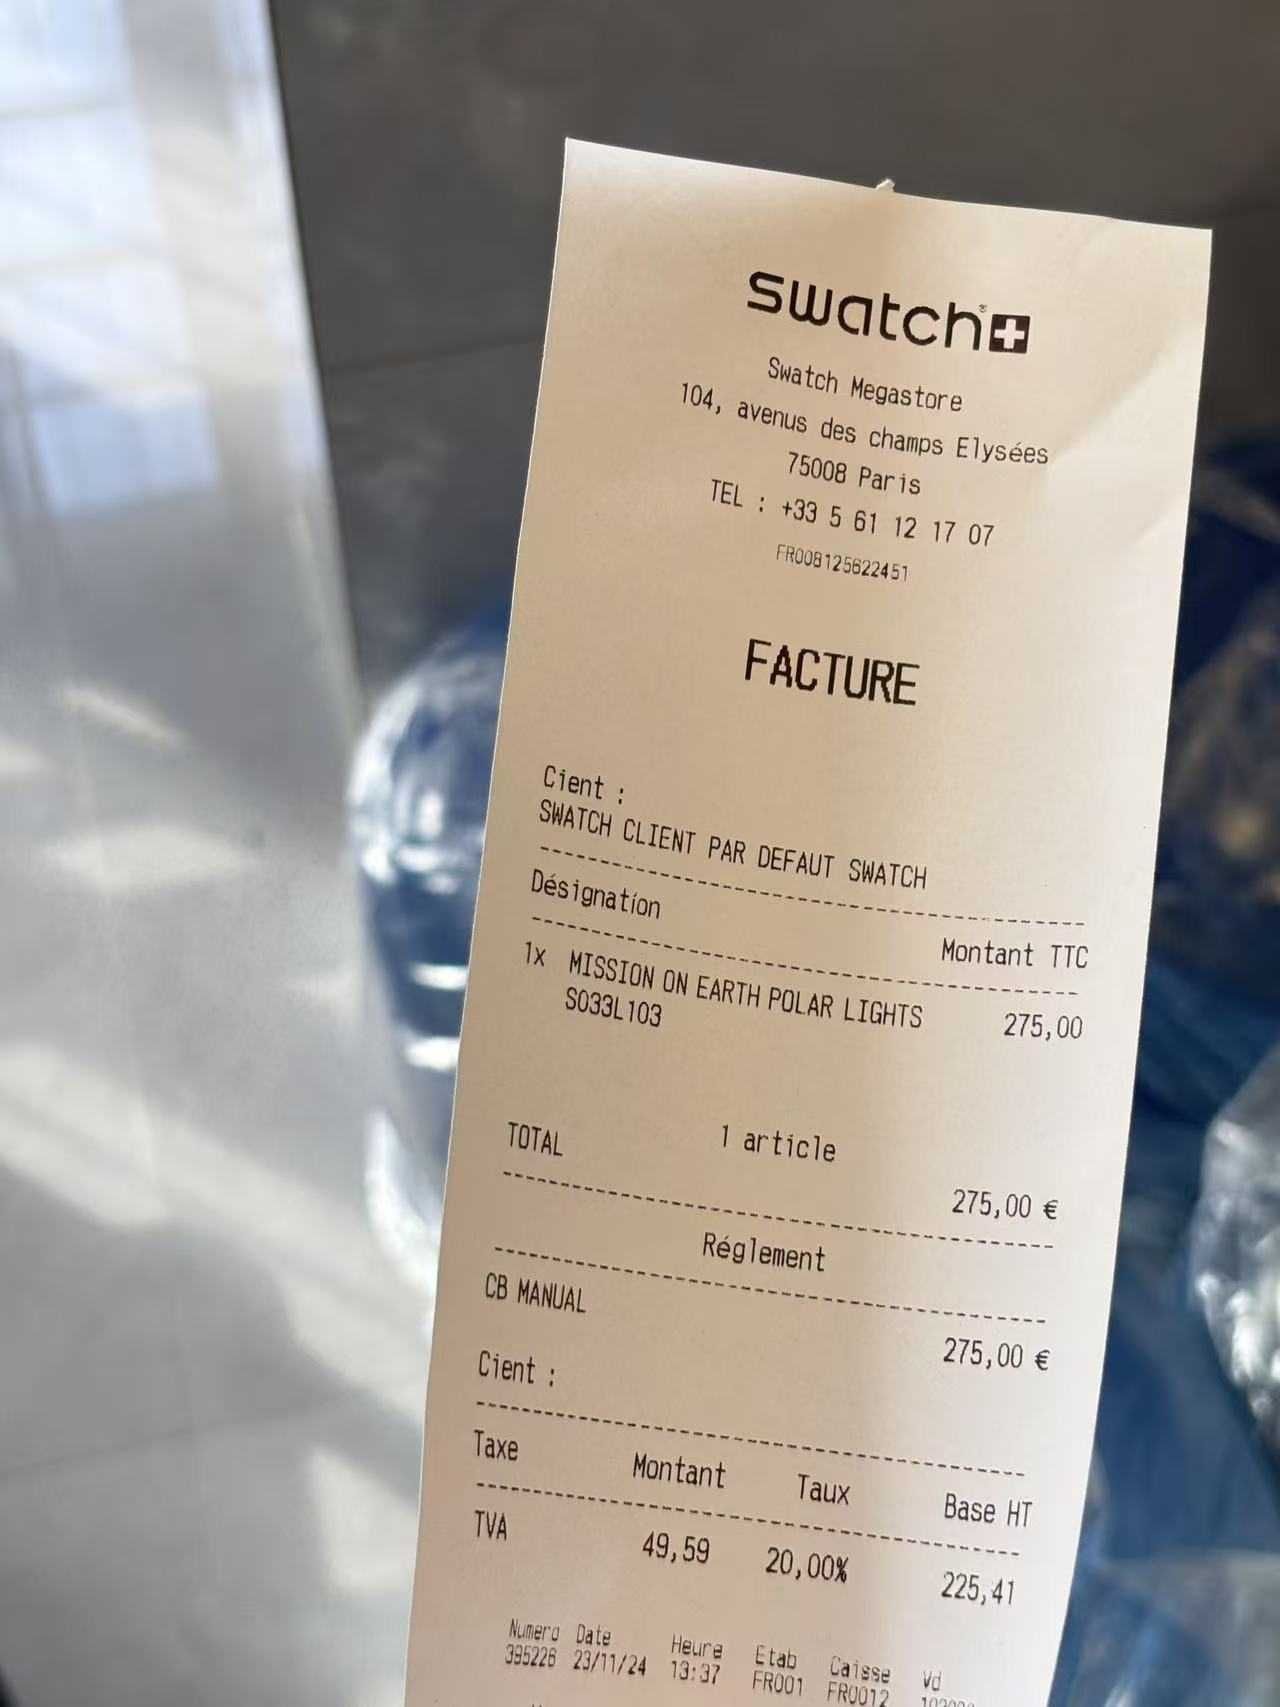 swatch®
Swatch Megastore
104, avenus des champs Elysées
75008 Paris
TEL : +33 5 61 12 17 07
FR008125622451
FACTURE
Cient :
SWATCH CLIENT PAR DEFAUT SWATCH
Désignation Montant TTC
1x MISSION ON EARTH POLAR LIGHTS 275,00
S033L103
TOTAL 1 article 275,00 €
Réglement
CB MANUAL 275,00 €
Cient :
Taxe Montant Taux Base HT
TVA 49,59 20,00% 225,41
Numero Date Heure Etab Caisse Vd
395226 23/11/24 13:37 FR001 FR0012